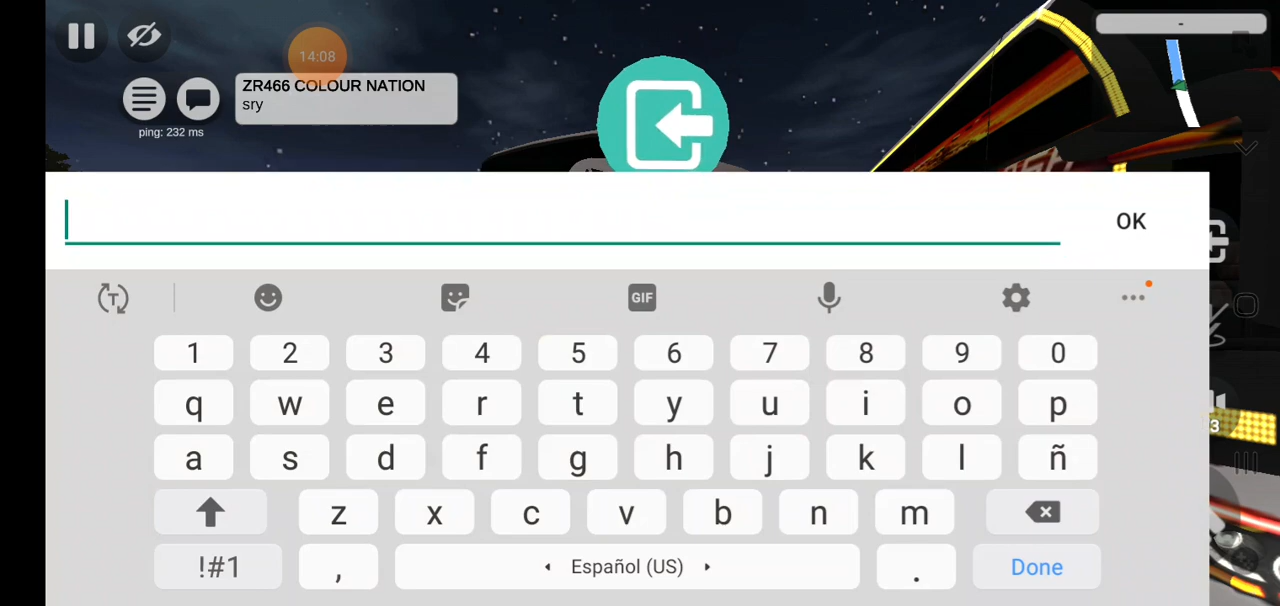 14:08
-
ZR466 COLOUR NATION
sry
ping: 232 ms
OK
GIF
1 2 3 4 5 6 7 8 9 0
q w e r t y u i o p
a s d f g h j k l ñ
z x c v b n m
!#1 , Español (US) . Done
3